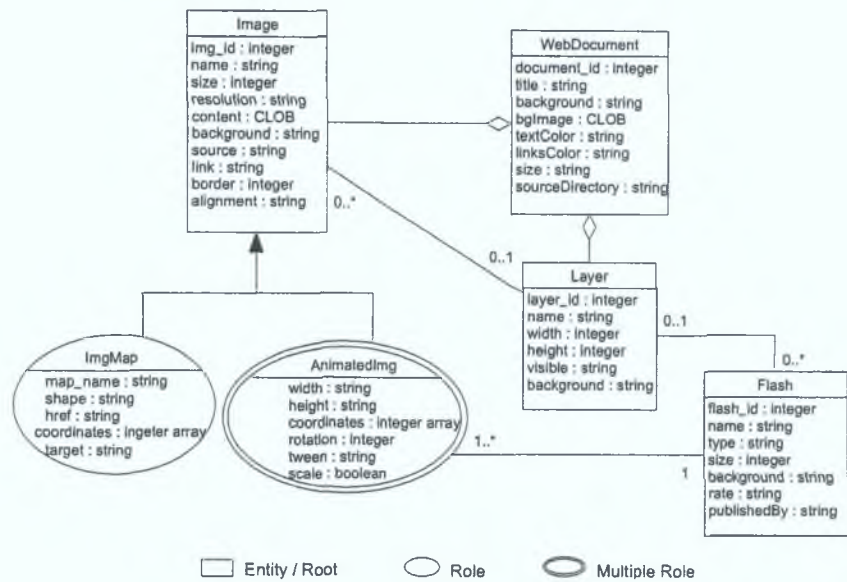 Image
img_id : integer
name : string
size : integer
resolution : string
content : CLOB
background : string
source : string
link : string
border : integer
alignment : string
0..*
WebDocument
document_id : integer
title : string
background : string
bgImage : CLOB
textColor : string
linksColor : string
size : string
sourceDirectory : string
0..1
Layer
layer_id : integer
name : string
width : integer
height : integer
visible : string
background : string
0..1
0..*
ImgMap
map_name : string
shape : string
href : string
coordinates : ingeter array
target : string
AnimatedImg
width : string
height : string
coordinates : integer array
rotation : integer
tween : string
scale : boolean
1..*
1
Flash
flash_id : integer
name : string
type : string
size : integer
background : string
rate : string
publishedBy : string
Entity / Root
Role
Multiple Role